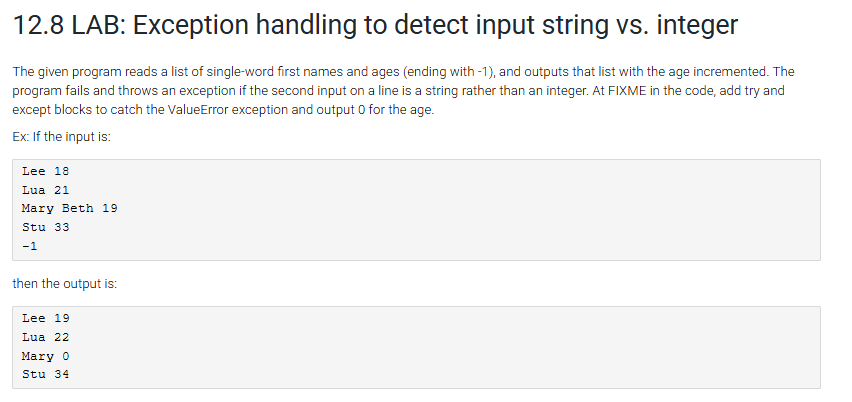 12.8 LAB: Exception handling to detect input string vs. integer
The given program reads a list of single-word first names and ages (ending with -1), and outputs that list with the age incremented. The
program fails and throws an exception if the second input on a line is a string rather than an integer. At FIXME in the code, add try and
except blocks to catch the ValueError exception and output 0 for the age.
Ex: If the input is:
Lee 18
Lua 21
Mary Beth 19
Stu 33
-1
then the output is:
Lee 19
Lua 22
Mary 0
Stu 34